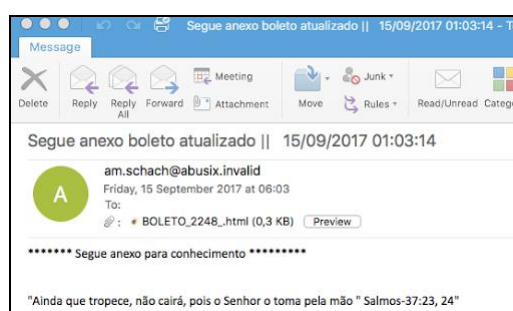 Segue anexo boleto atualizado || 15/09/2017 01:03:14 - T
Message
Delete
Reply
Reply All
Forward
Meeting
Attachment
Move
Junk
Rules
Read/Unread
Catego
Segue anexo boleto atualizado || 15/09/2017 01:03:14
A
am.schach@abusix.invalid
Friday, 15 September 2017 at 06:03
To:
: BOLETO_2248_.html (0,3 KB) Preview
******* Segue anexo para conhecimento *********
"Ainda que tropece, não cairá, pois o Senhor o toma pela mão " Salmos-37:23, 24"